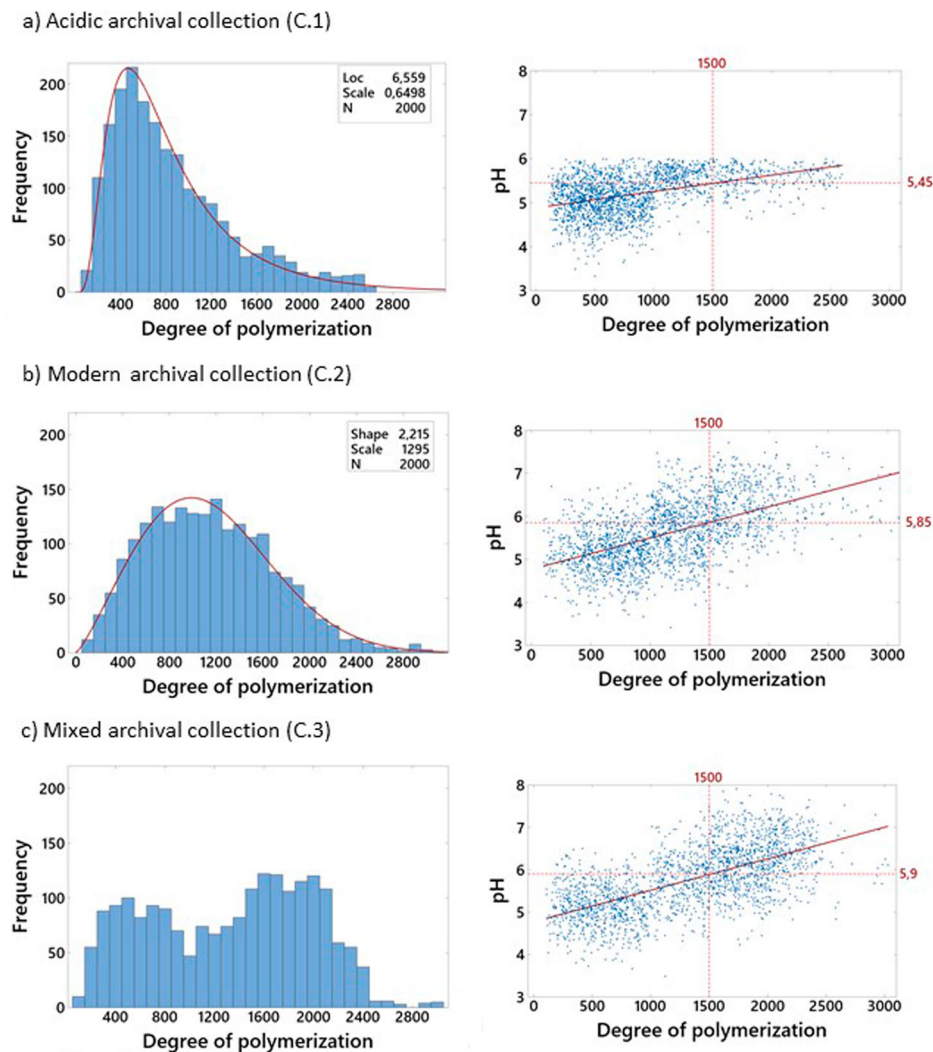 a) Acidic archival collection (C.1)
200
150
100
50
0
Frequency
Loc 6,559
Scale 0,6498
N 2000
400 800 1200 1600 2000 2400 2800
Degree of polymerization
1500
8
7
6
5
4
3
pH
5,45
0 500 1000 1500 2000 2500 3000
Degree of polymerization
b) Modern archival collection (C.2)
200
150
100
50
0
Frequency
Shape 2,215
Scale 1295
N 2000
0 400 800 1200 1600 2000 2400 2800
Degree of polymerization
1500
8
7
6
5
4
3
pH
5,85
0 500 1000 1500 2000 2500 3000
Degree of polymerization
c) Mixed archival collection (C.3)
200
150
100
50
0
Frequency
400 800 1200 1600 2000 2400 2800
Degree of polymerization
1500
8
7
6
5
4
3
pH
5,9
0 500 1000 1500 2000 2500 3000
Degree of polymerization